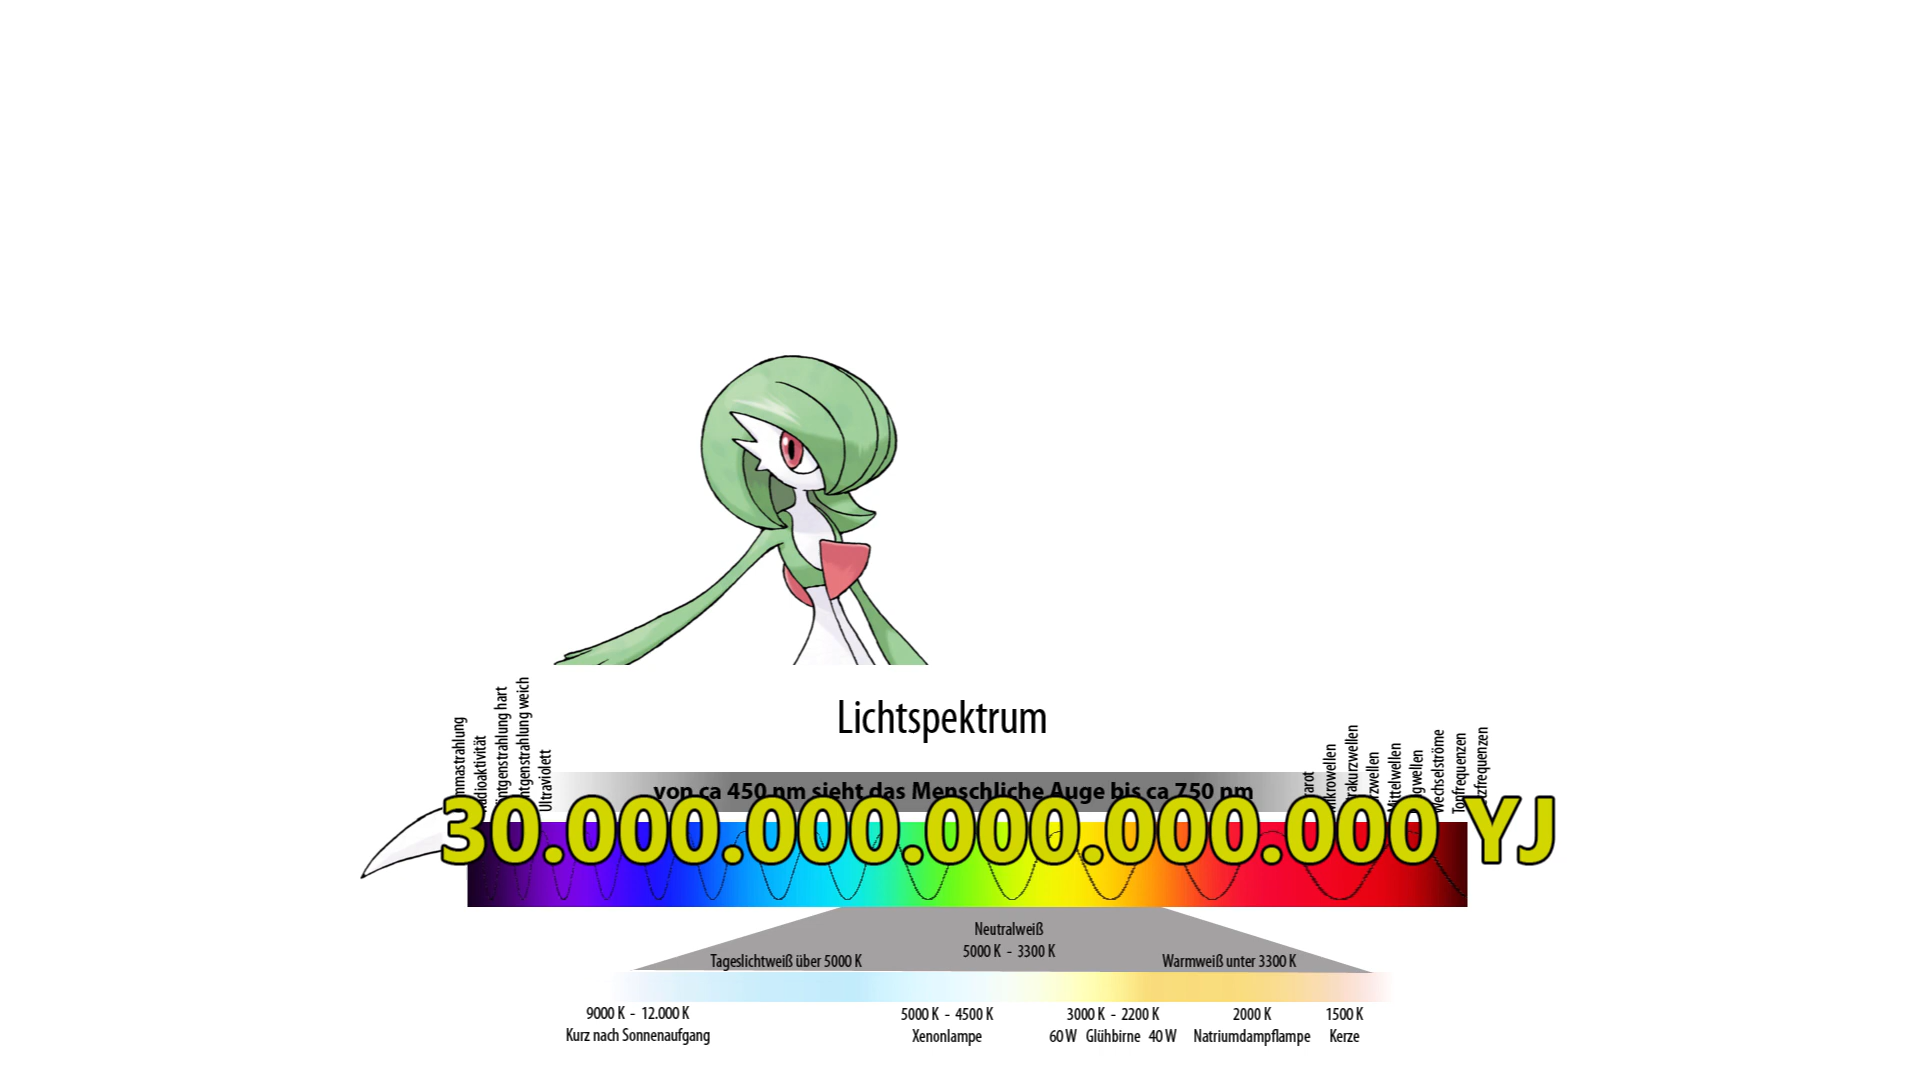 Lichtspektrum
Ultraviolett
Wechselströme
von ca 450 nm sieht das Menschliche Auge bis ca 750 nm
30.000.000.000.000.000 YJ
Neutralweiß
5000 K - 3300 K
Tageslichtweiß über 5000 K
Warmweiß unter 3300 K
9000 K - 12.000 K
5000 K - 4500 K
3000 K - 2200 K
2000 K
1500 K
Kurz nach Sonnenaufgang
Xenonlampe
60 W Glühbirne 40 W
Natriumdampflampe
Kerze